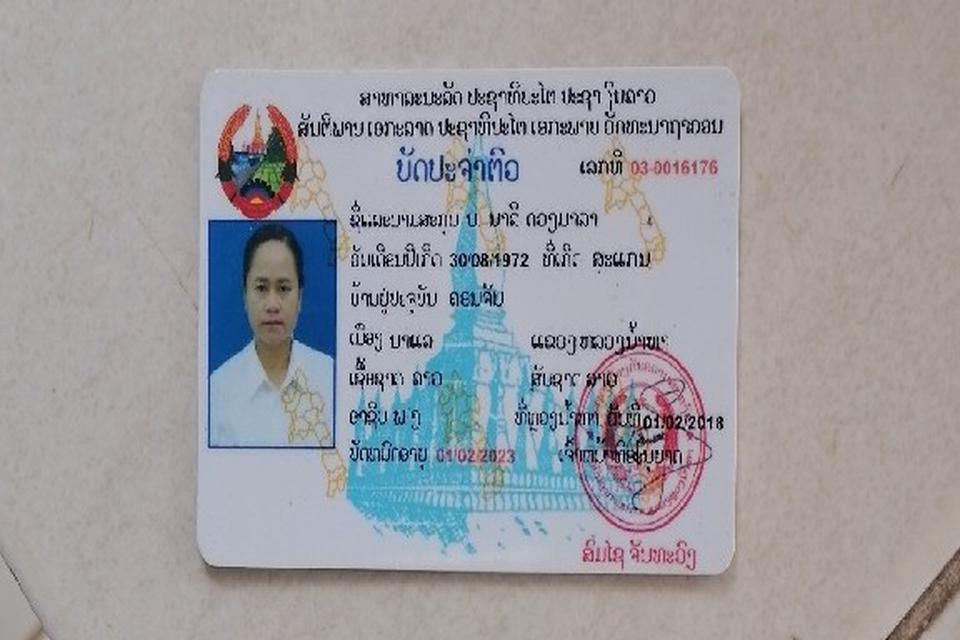 ສາທາລະນະລັດ ປະຊາທິປະໄຕ ປະຊາຊົນລາວ
ສັນຕິພາບ ເອກະລາດ ປະຊາທິປະໄຕ ເອກະພາບ ວັດທະນາຖາວອນ
ບັດປະຈຳຕົວ ເລກທີ 03-0016176
ຊື່ແລະນາມສະກຸນ ນ. ມາລີ ດວງມາລາ
ວັນເດືອນປີເກີດ 30/08/1972 ທີ່ເກີດ ສະແກນ
ບ້ານຢູ່ປະຈຸບັນ ຄອນຈັນ
ເມືອງ ນາແລ ແຂວງ ຫລວງນ້ຳທາ
ເຊື້ອຊາດ ລາວ ສັນຊາດ ລາວ
ອາຊີບ ທີ່ຫຼວງນ້ຳທາ ວັນທີ 01/02/2018
ບັດຫມົດອາຍຸ 01/02/2023 ເຈົ້າຫນ້າທີ່ອະນຸຍາດ
ສົມໄຊ ຈັນທະວົງ